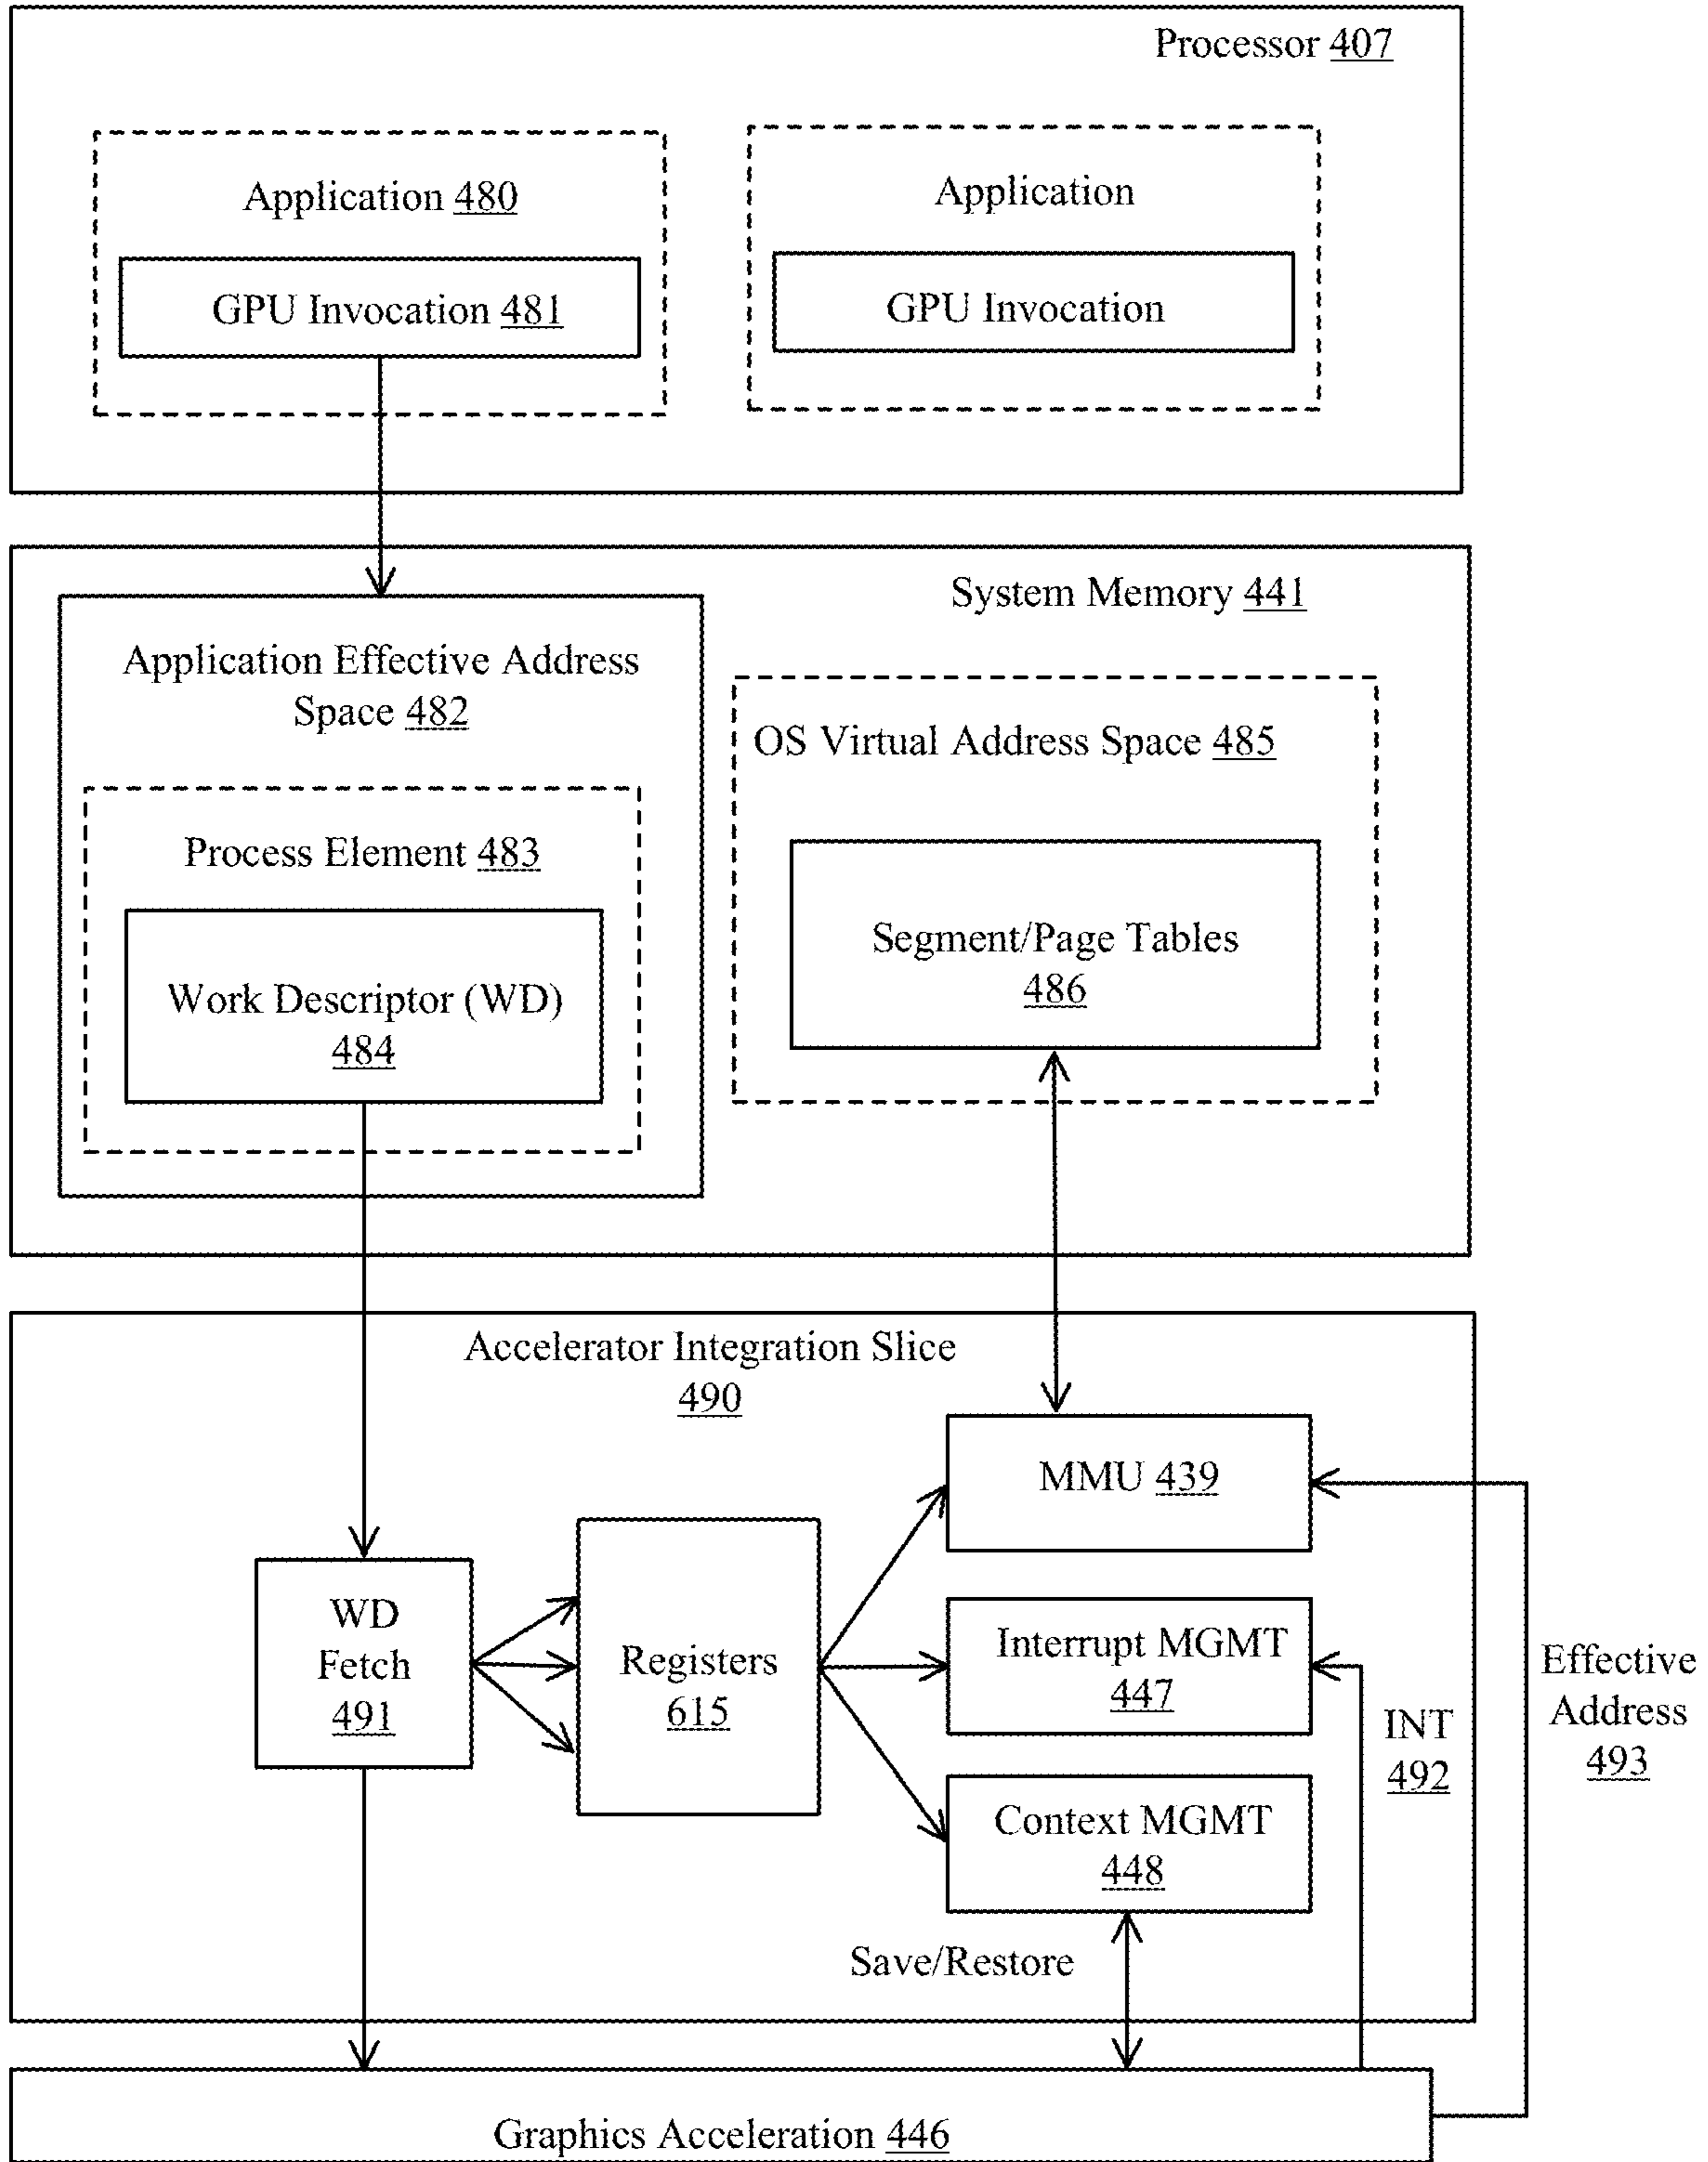 Processor 407
Application 480
GPU Invocation 481
Application
GPU Invocation
System Memory 441
Application Effective Address
Space 482
Process Element 483
Work Descriptor (WD)
484
OS Virtual Address Space 485
Segment/Page Tables
486
Accelerator Integration Slice
490
WD
Fetch
491
Registers
615
MMU 439
Interrupt MGMT
447
Context MGMT
448
Save/Restore
INT
492
Effective
Address
493
Graphics Acceleration 446